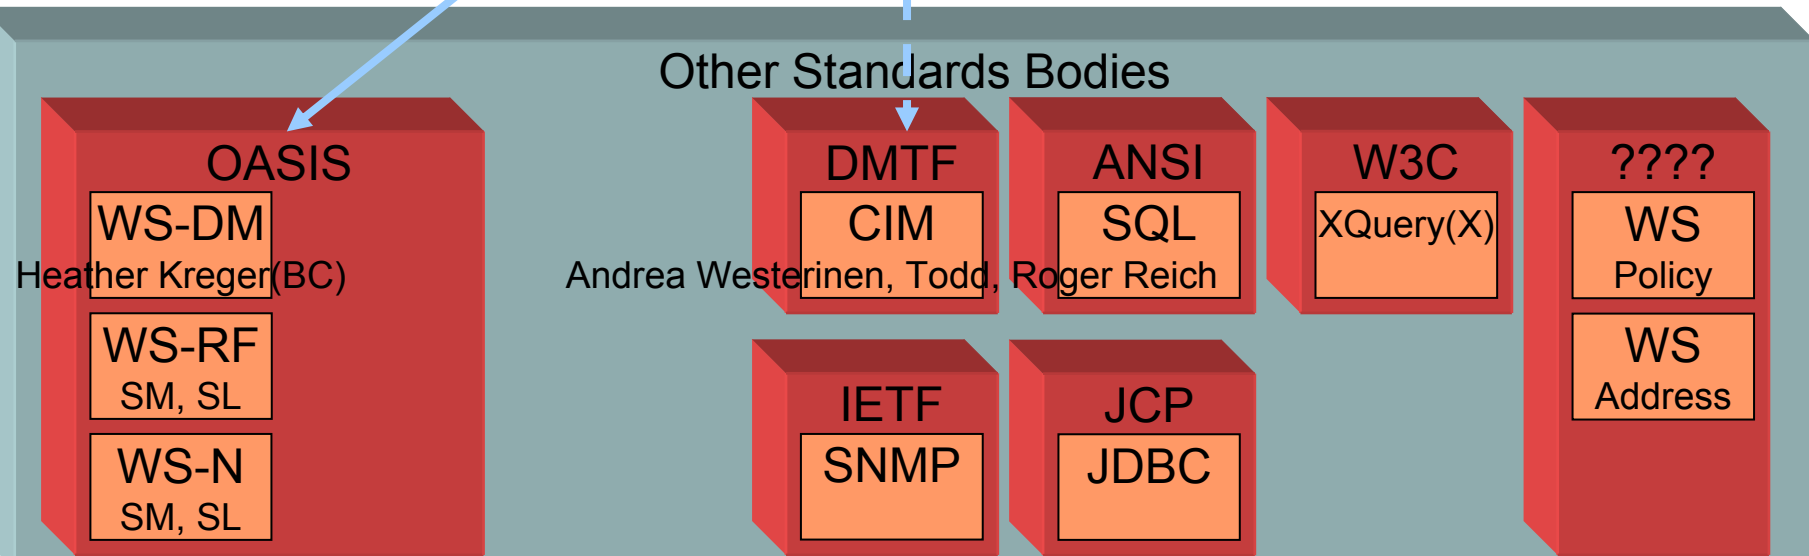 Other Standards Bodies
OASIS
WS-DM
Heather Kreger(BC)
WS-RF
SM, SL
WS-N
SM, SL
DMTF
CIM
Andrea Westerinen, Todd, Roger Reich
ANSI
SQL
W3C
XQuery(X)
????
WS
Policy
WS
Address
IETF
SNMP
JCP
JDBC